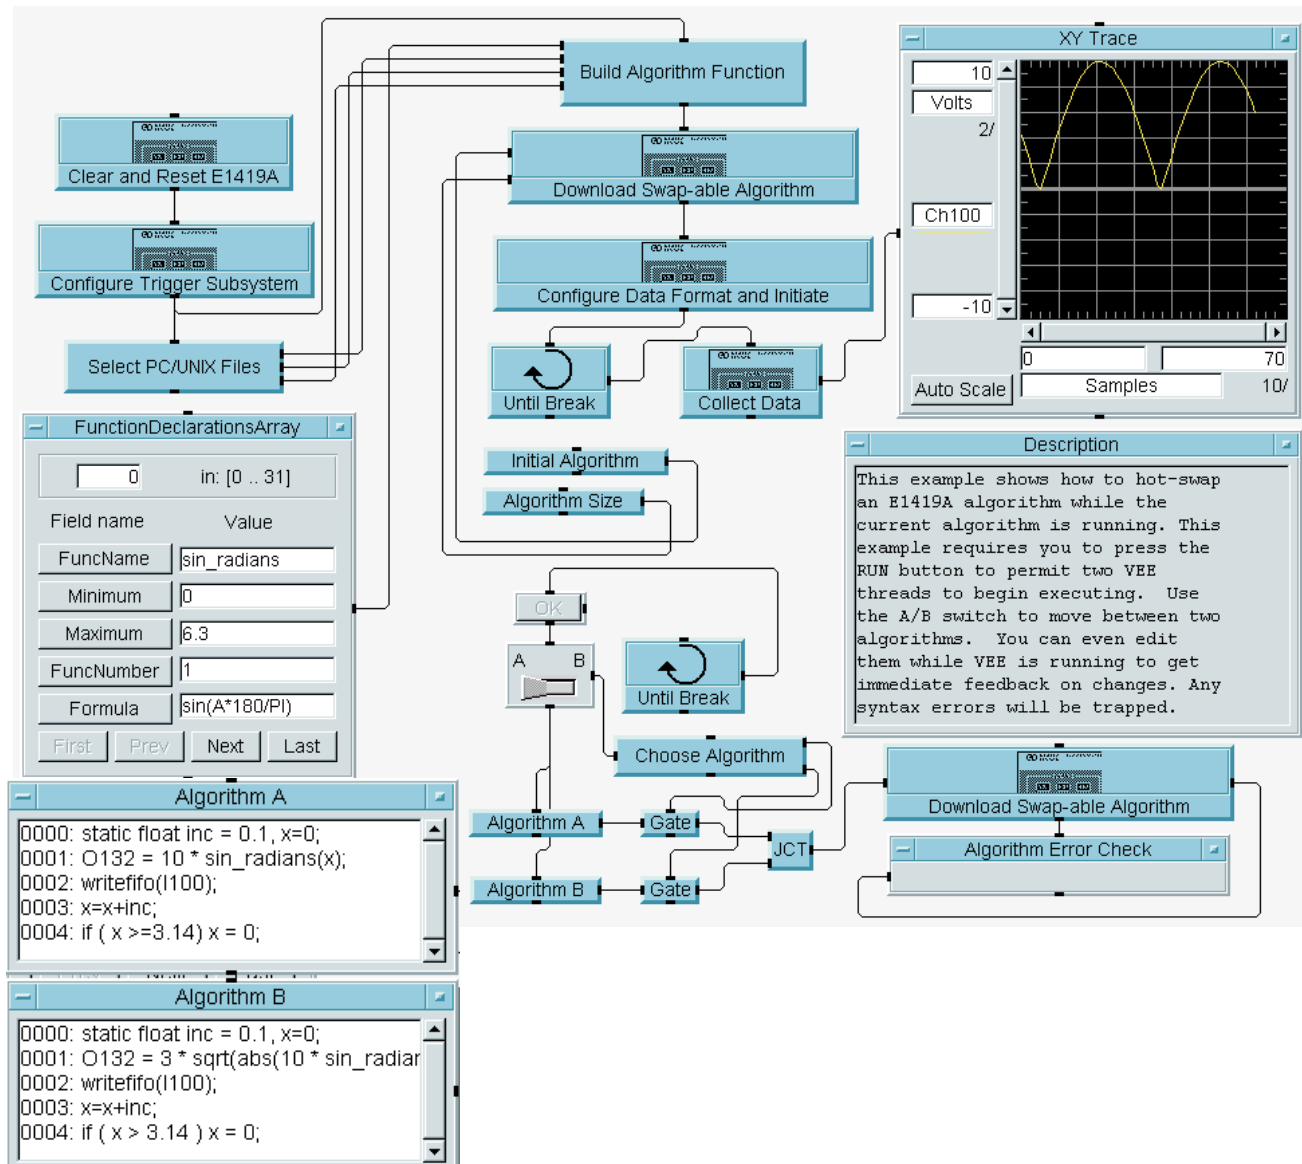 Build Algorithm Function
Clear and Reset E1419A
Configure Trigger Subsystem
Select PC/UNIX Files
Download Swap-able Algorithm
Configure Data Format and Initiate
Until Break
Collect Data
Initial Algorithm
Algorithm Size
XY Trace
10
Volts
2/
Ch100
-10
0
70
Auto Scale
Samples
10/
FunctionDeclarationsArray
0
in: [0 .. 31]
Field name
Value
FuncName
sin_radians
Minimum
0
Maximum
6.3
FuncNumber
1
Formula
sin(A*180/PI)
First
Prev
Next
Last
Description
This example shows how to hot-swap
an E1419A algorithm while the
current algorithm is running. This
example requires you to press the
RUN button to permit two VEE
threads to begin executing.  Use
the A/B switch to move between two
algorithms.  You can even edit
them while VEE is running to get
immediate feedback on changes. Any
syntax errors will be trapped.
OK
A
B
Until Break
Choose Algorithm
Algorithm A
Gate
JCT
Algorithm B
Gate
Download Swap-able Algorithm
Algorithm Error Check
Algorithm A
0000: static float inc = 0.1, x=0;
0001: O132 = 10 * sin_radians(x);
0002: writefifo(I100);
0003: x=x+inc;
0004: if ( x >=3.14) x = 0;
Algorithm B
0000: static float inc = 0.1, x=0;
0001: O132 = 3 * sqrt(abs(10 * sin_radian
0002: writefifo(I100);
0003: x=x+inc;
0004: if ( x > 3.14 ) x = 0;